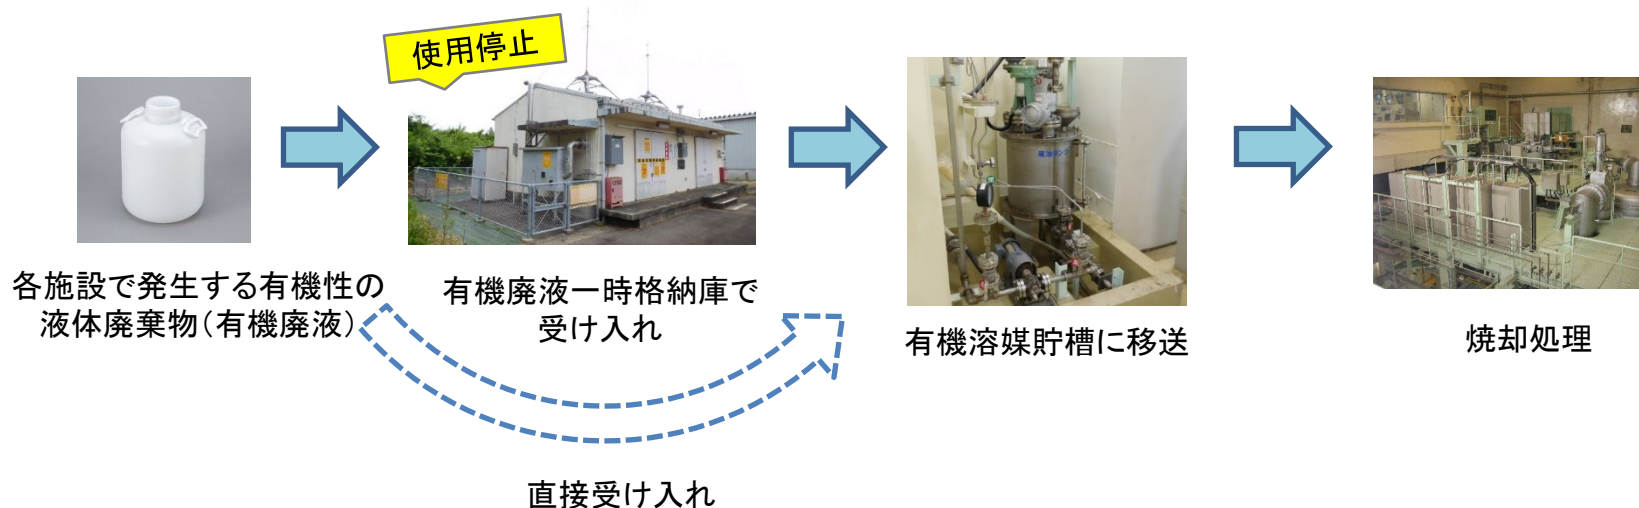 使用停止
各施設で発生する有機性の
液体廃棄物(有機廃液)
有機廃液一時格納庫で
受け入れ
有機溶媒貯槽に移送
焼却処理
直接受け入れ